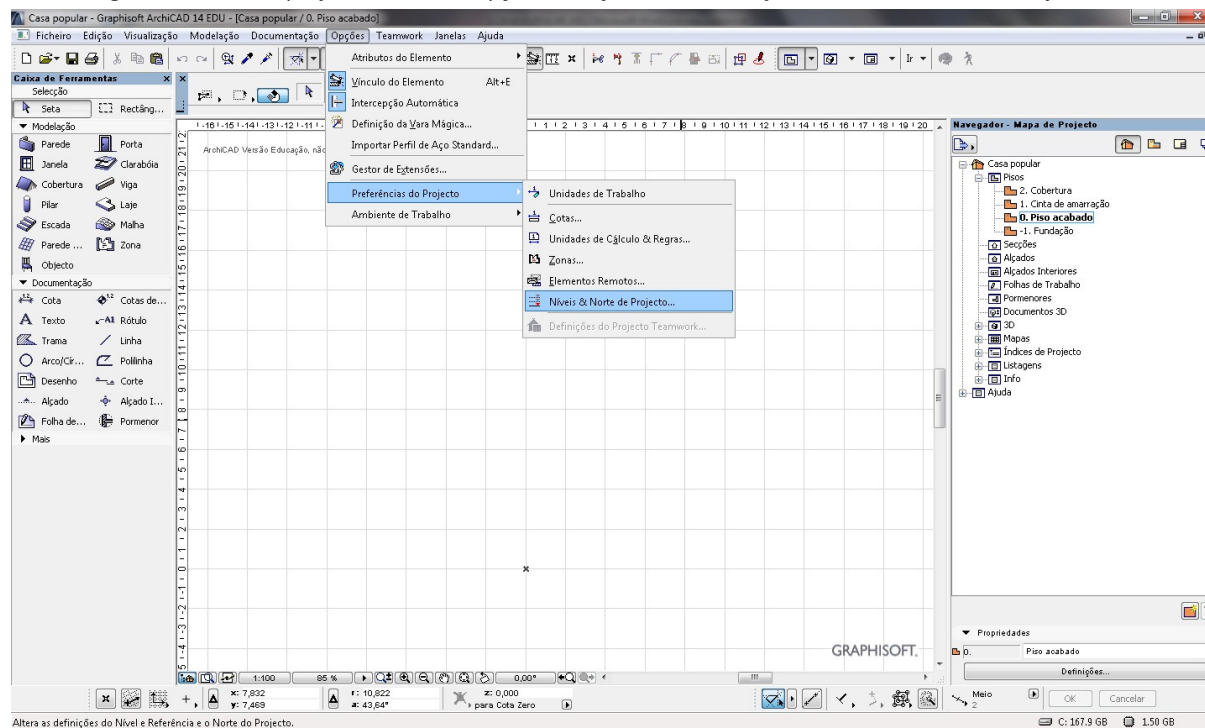 Casa popular - Graphisoft ArchiCAD 14 EDU - [Casa popular / 0. Piso acabado]
Ficheiro Edição Visualização Modelação Documentação Opções Teamwork Janelas Ajuda
Caixa de Ferramentas
Selecção
Seta Rectâng...
Modelação
Parede Porta
Janela Clarabóia
Cobertura Viga
Pilar Laje
Escada Malha
Parede ... Zona
Objecto
Documentação
Cota Cotas de...
Texto Rótulo
Trama Linha
Arco/Cír... Polilinha
Desenho Corte
Alçado Alçado I...
Folha de... Pormenor
Mais
Atributos do Elemento
Vínculo do Elemento Alt+E
Intercepção Automática
Definição da Vara Mágica...
Importar Perfil de Aço Standard...
Gestor de Extensões...
Preferências do Projecto
Ambiente de Trabalho
Unidades de Trabalho
Cotas...
Unidades de Cálculo & Regras...
Zonas...
Elementos Remotos...
Níveis & Norte de Projecto...
Definições do Projecto Teamwork...
ArchiCAD Versão Educação, não
GRAPHISOFT.
Navegador - Mapa de Projecto
Casa popular
Pisos
2. Cobertura
1. Cinta de amarração
0. Piso acabado
-1. Fundação
Secções
Alçados
Alçados Interiores
Folhas de Trabalho
Pormenores
Documentos 3D
3D
Mapas
Índices de Projecto
Listagens
Info
Ajuda
Propriedades
0. Piso acabado
Definições...
1:100 85 % 0,00°
x: 7,832 r: 10,822 z: 0,000
y: 7,469 a: 43,64° para Cota Zero
Meio
2
OK Cancelar
Altera as definições do Nível e Referência e o Norte do Projecto.
C: 167.9 GB 1.50 GB